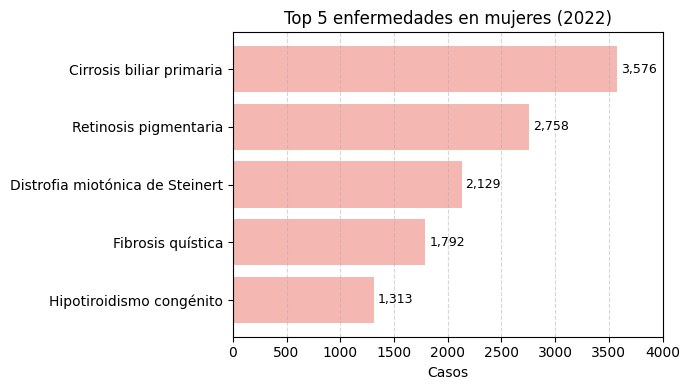 Top 5 enfermedades en mujeres (2022)
Cirrosis biliar primaria 3,576
Retinosis pigmentaria 2,758
Distrofia miotónica de Steinert 2,129
Fibrosis quística 1,792
Hipotiroidismo congénito 1,313
0 500 1000 1500 2000 2500 3000 3500 4000
Casos